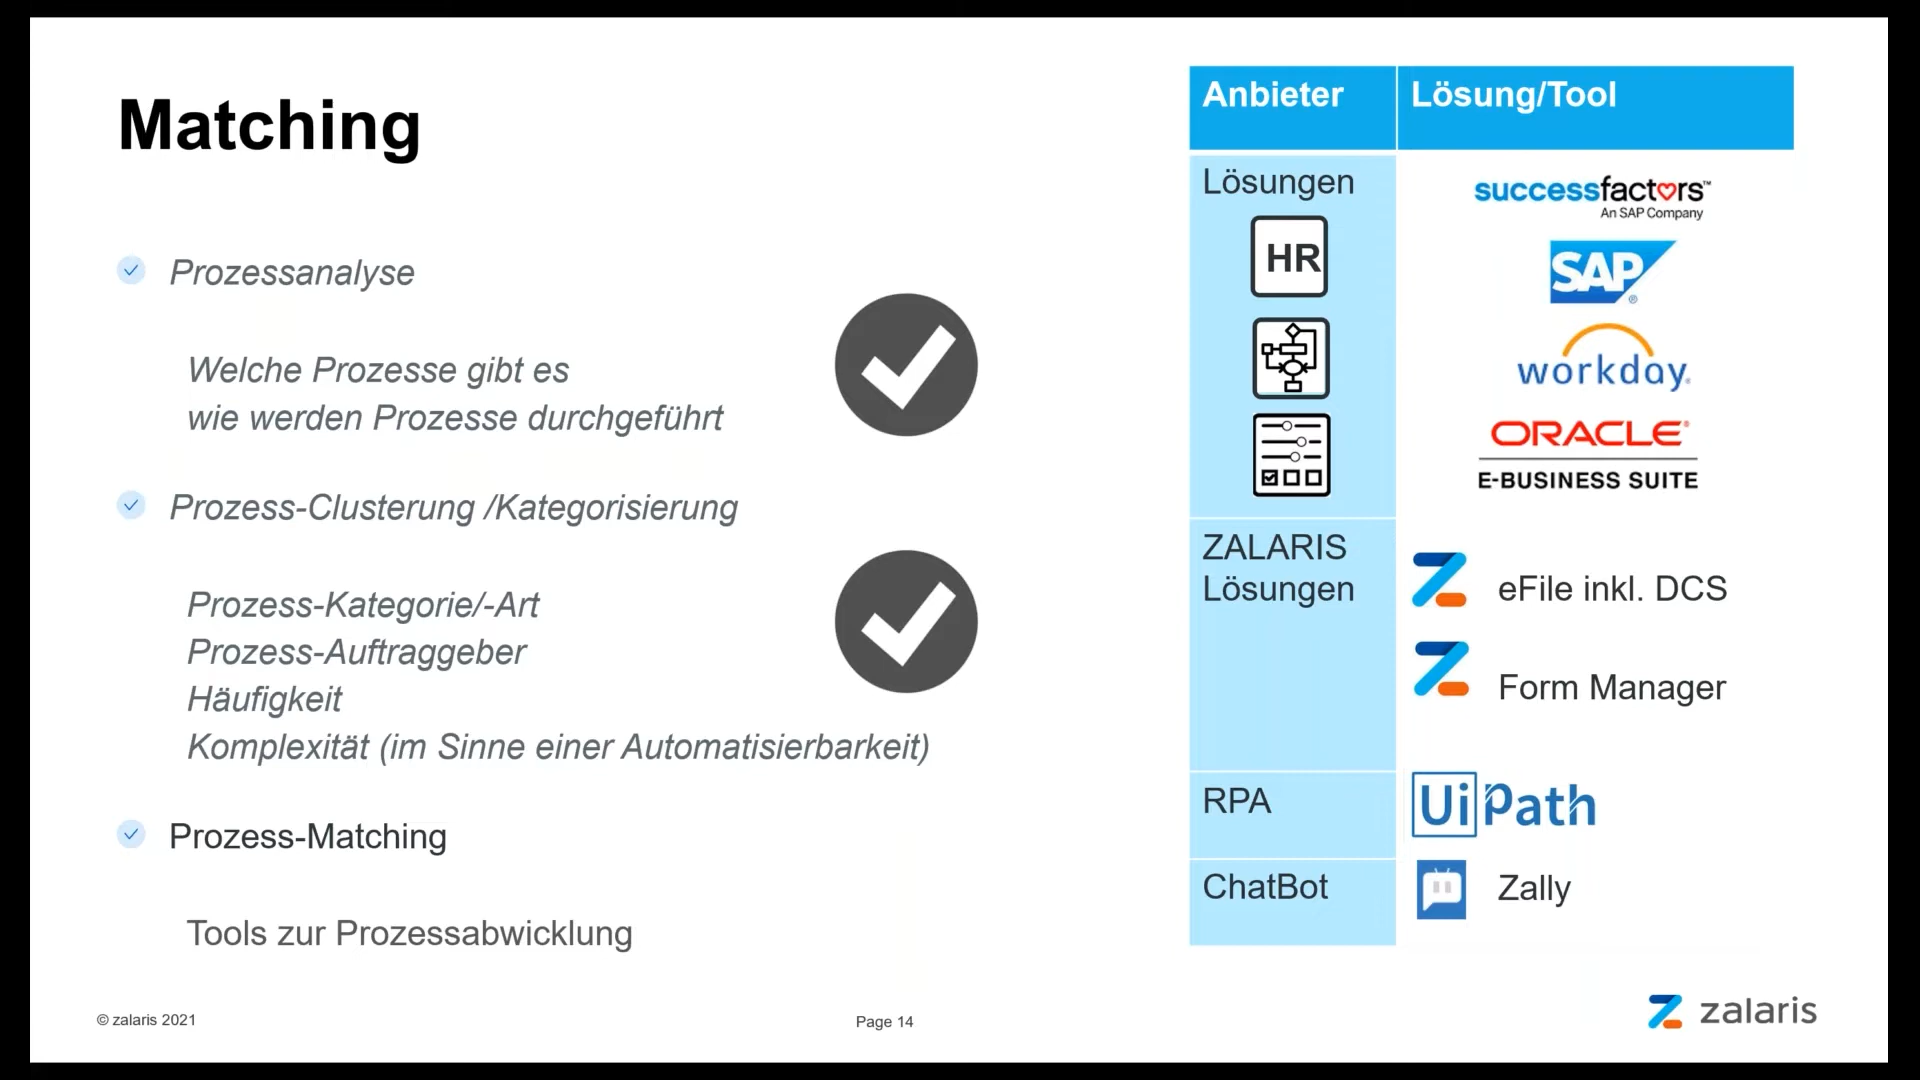 Matching
Prozessanalyse
Welche Prozesse gibt es
wie werden Prozesse durchgeführt
Prozess-Clusterung /Kategorisierung
Prozess-Kategorie/-Art
Prozess-Auftraggeber
Häufigkeit
Komplexität (im Sinne einer Automatisierbarkeit)
Prozess-Matching
Tools zur Prozessabwicklung
Anbieter Lösung/Tool
Lösungen
HR
successfactors™
An SAP Company
SAP®
workday.
ORACLE®
E-BUSINESS SUITE
ZALARIS
Lösungen
eFile inkl. DCS
Form Manager
RPA UiPath
ChatBot Zally
© zalaris 2021
Page 14
zalaris